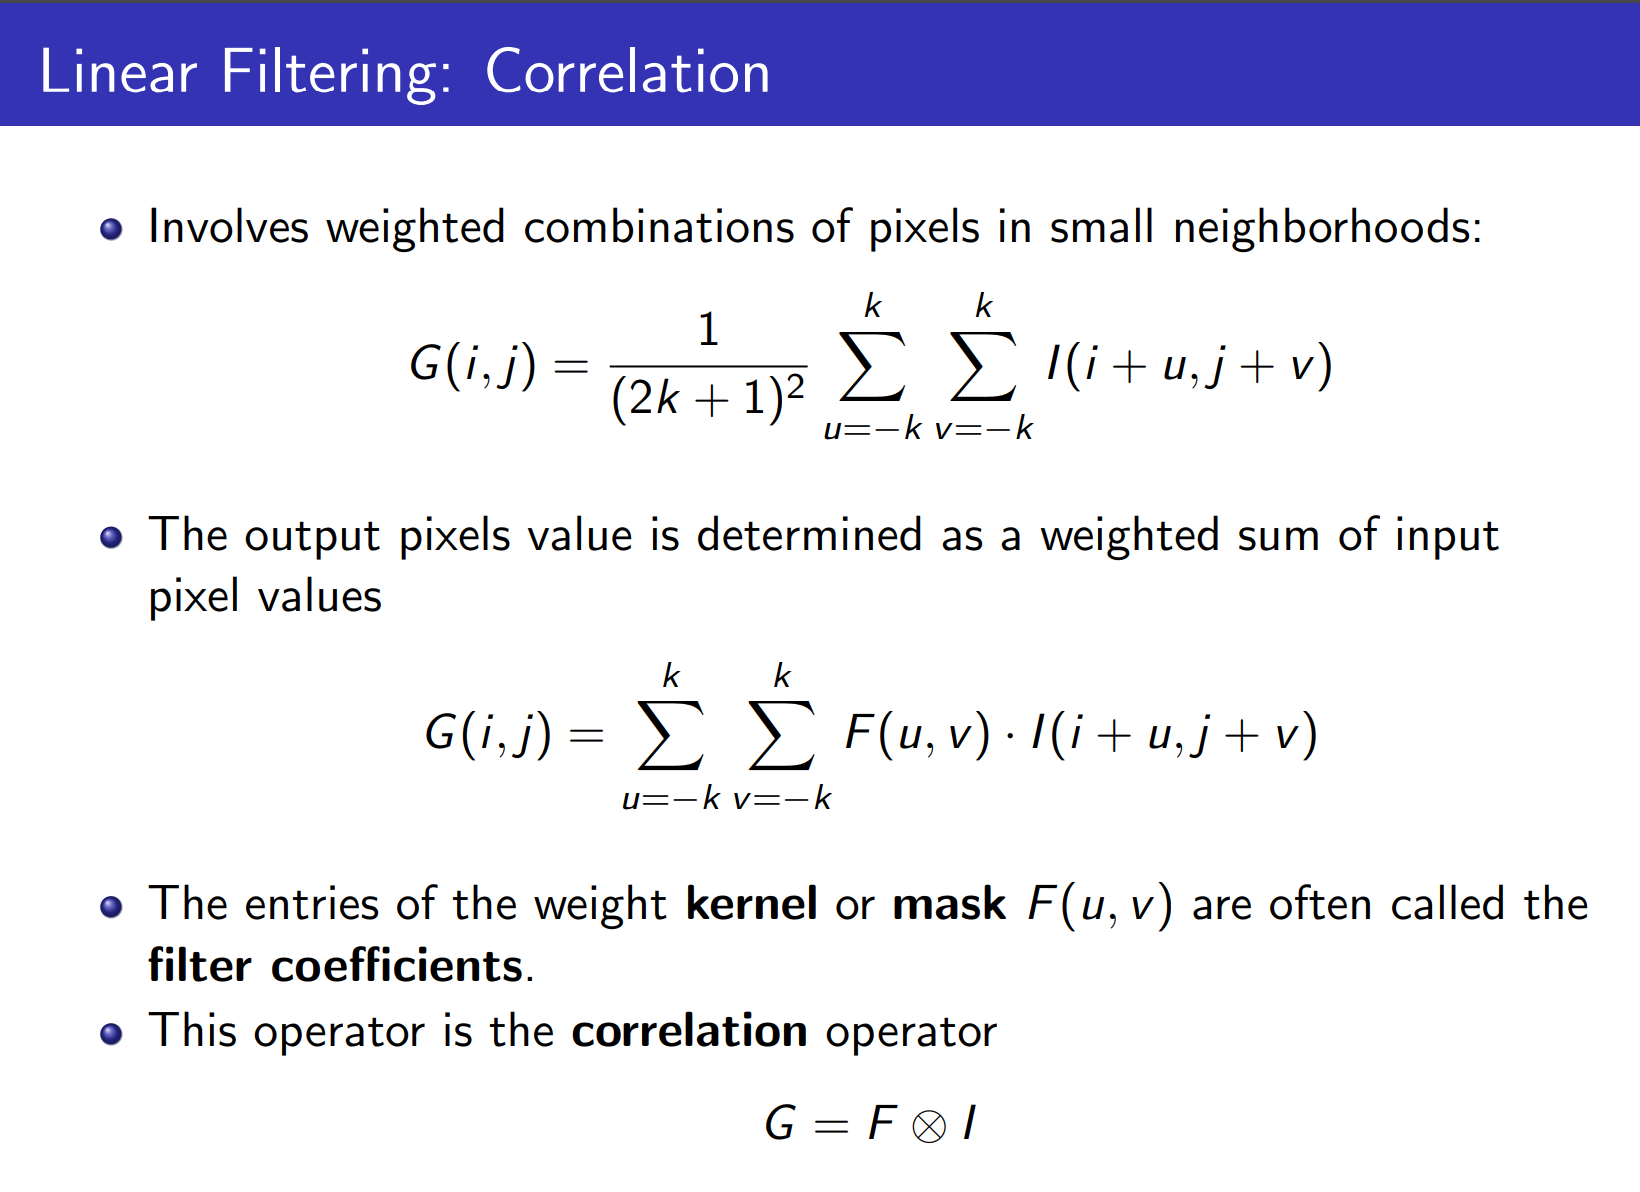 Linear Filtering: Correlation
Involves weighted combinations of pixels in small neighborhoods:
G(i, j) = \frac{1}{(2k + 1)^2} \sum_{u=-k}^{k} \sum_{v=-k}^{k} I(i + u, j + v)
The output pixels value is determined as a weighted sum of input
pixel values
G(i, j) = \sum_{u=-k}^{k} \sum_{v=-k}^{k} F(u, v) · I(i + u, j + v)
The entries of the weight kernel or mask F(u, v) are often called the
filter coefficients.
This operator is the correlation operator
G = F ⊗ I